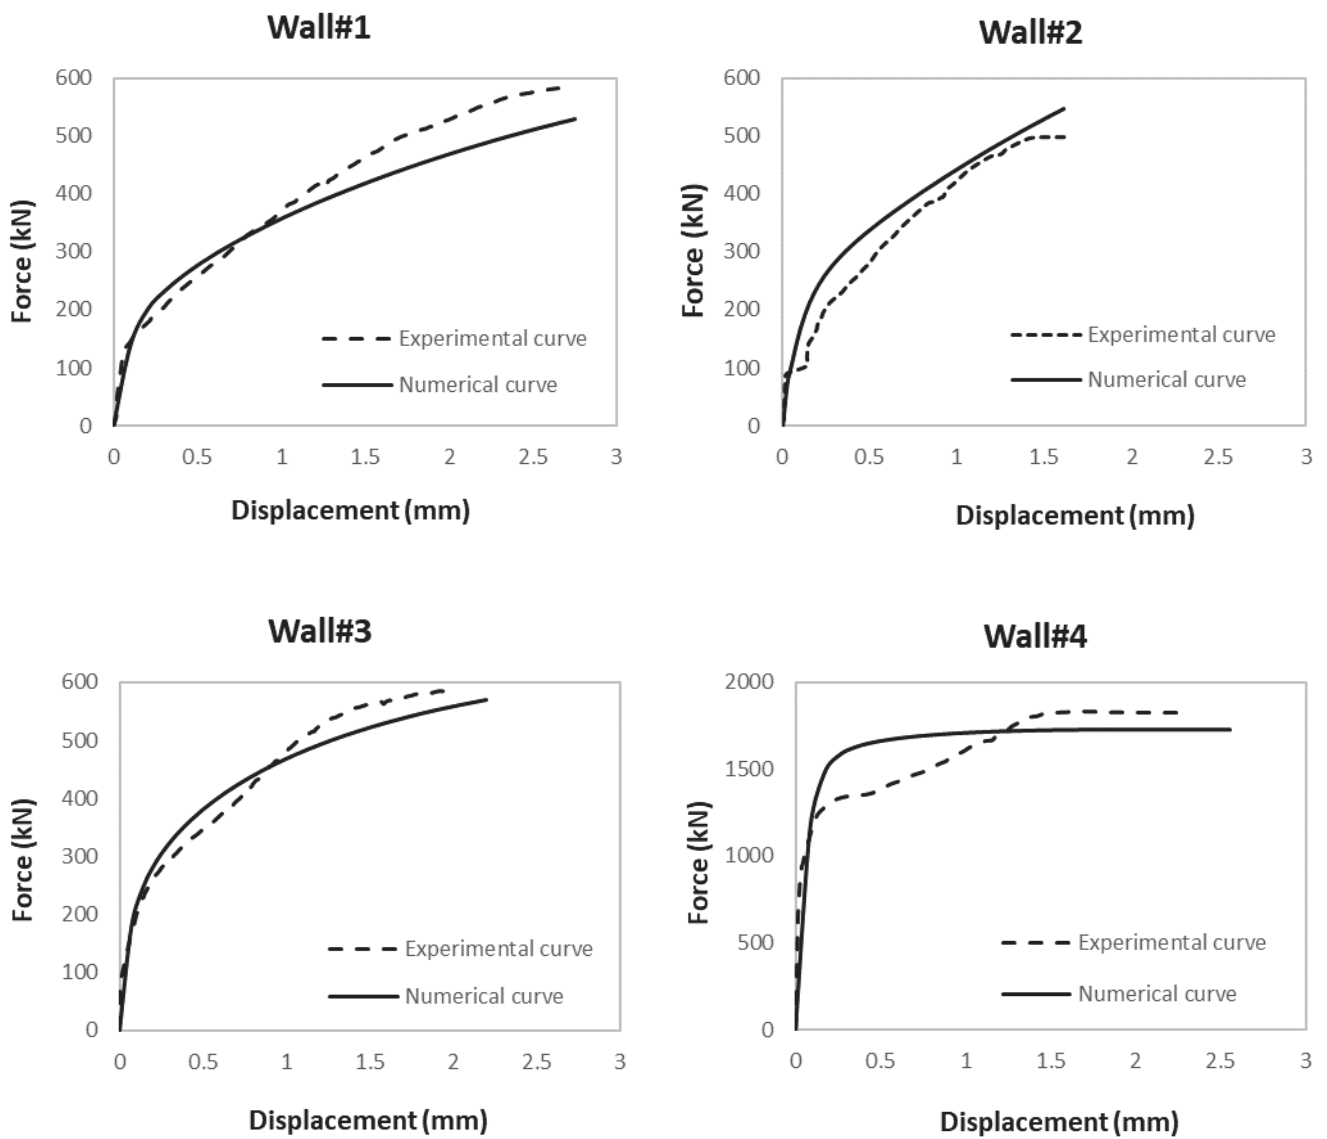 Wall#1
600
500
400
300
200
100
0
Force (kN)
Experimental curve
Numerical curve
0 0.5 1 1.5 2 2.5 3
Displacement (mm)
Wall#2
600
500
400
300
200
100
0
Force (kN)
Experimental curve
Numerical curve
0 0.5 1 1.5 2 2.5 3
Displacement (mm)
Wall#3
600
500
400
300
200
100
0
Force (kN)
Experimental curve
Numerical curve
0 0.5 1 1.5 2 2.5 3
Displacement (mm)
Wall#4
2000
1500
1000
500
0
Force (kN)
Experimental curve
Numerical curve
0 0.5 1 1.5 2 2.5 3
Displacement (mm)